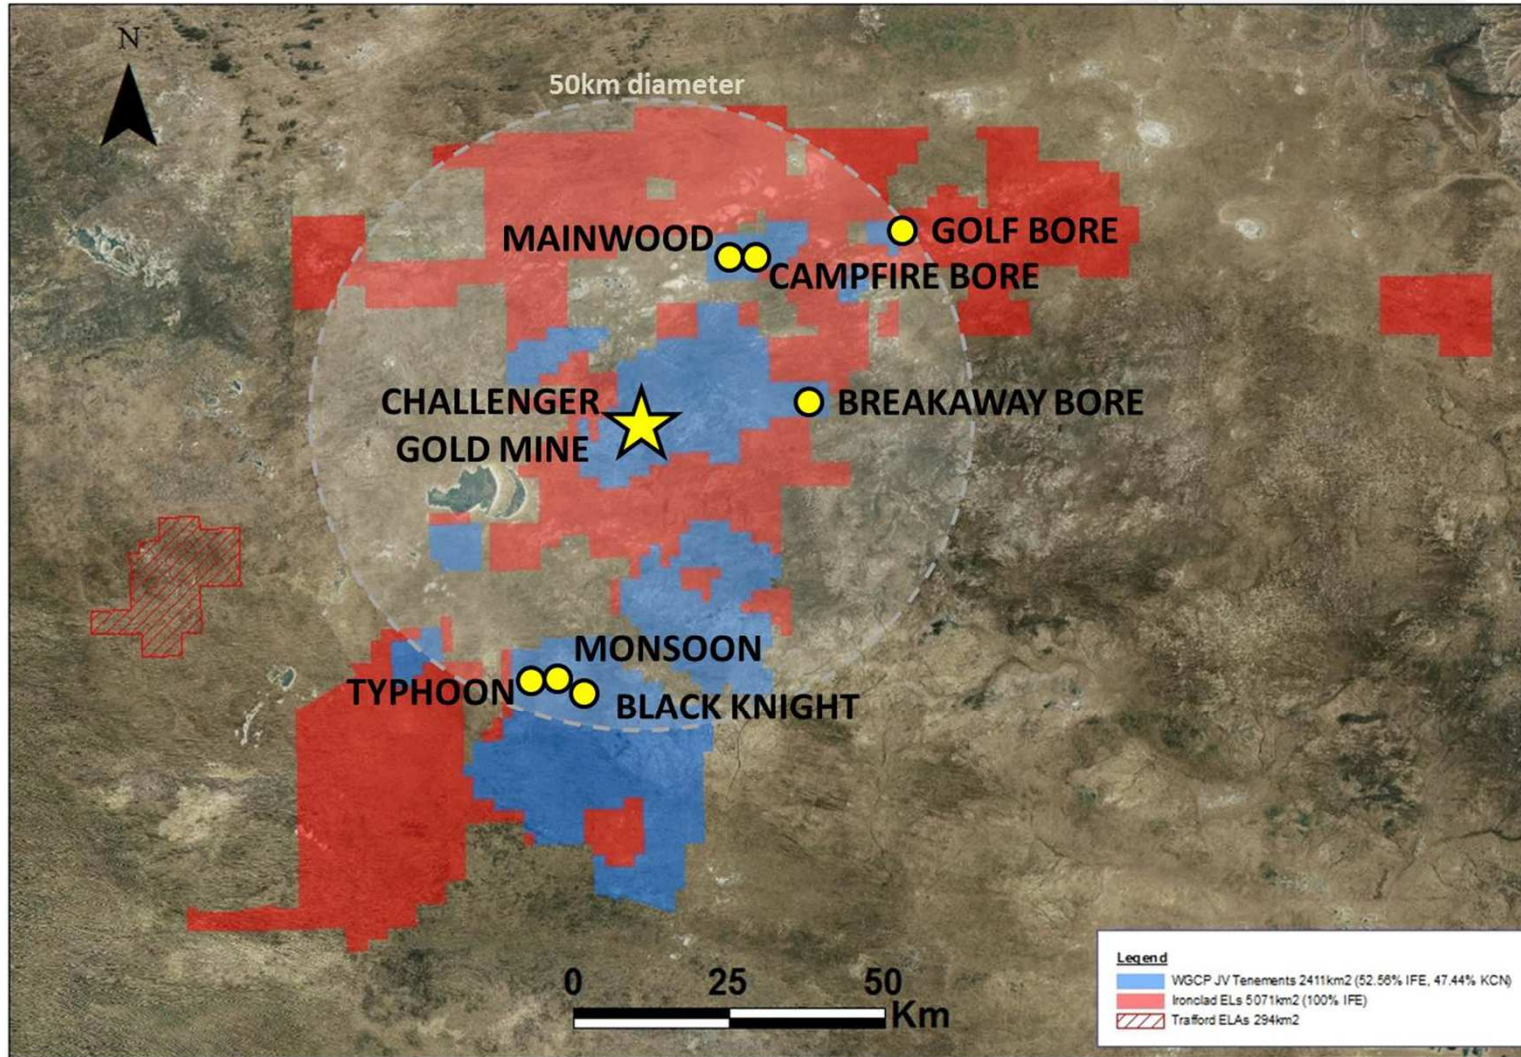 N
50km diameter
MAINWOOD
GOLF BORE
CAMPFIRE BORE
CHALLENGER
GOLD MINE
BREAKAWAY BORE
MONSOON
TYPHOON
BLACK KNIGHT
0 25 50
Km
Legend
WGCP JV Tenements 2411km2 (52.56% IFE, 47.44% KCN)
Ironclad ELs 5071km2 (100% IFE)
Trafford ELAs 294km2